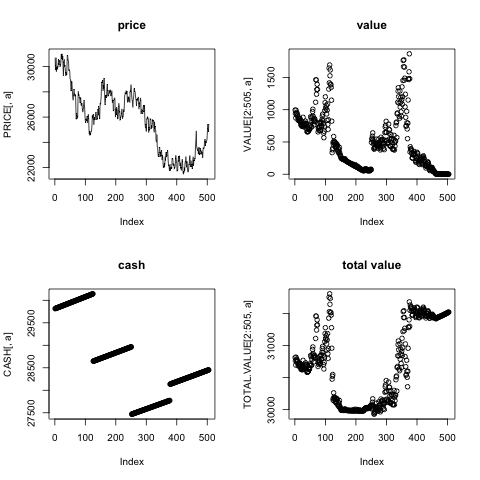 price
PRICE[, a]
22000 26000 30000
0 100 200 300 400 500
Index
value
VALUE[2:505, a]
0 500 1000 1500
0 100 200 300 400 500
Index
cash
CASH[, a]
27500 28500 29500
0 100 200 300 400 500
Index
total value
TOTAL.VALUE[2:505, a]
30000 31000
0 100 200 300 400 500
Index